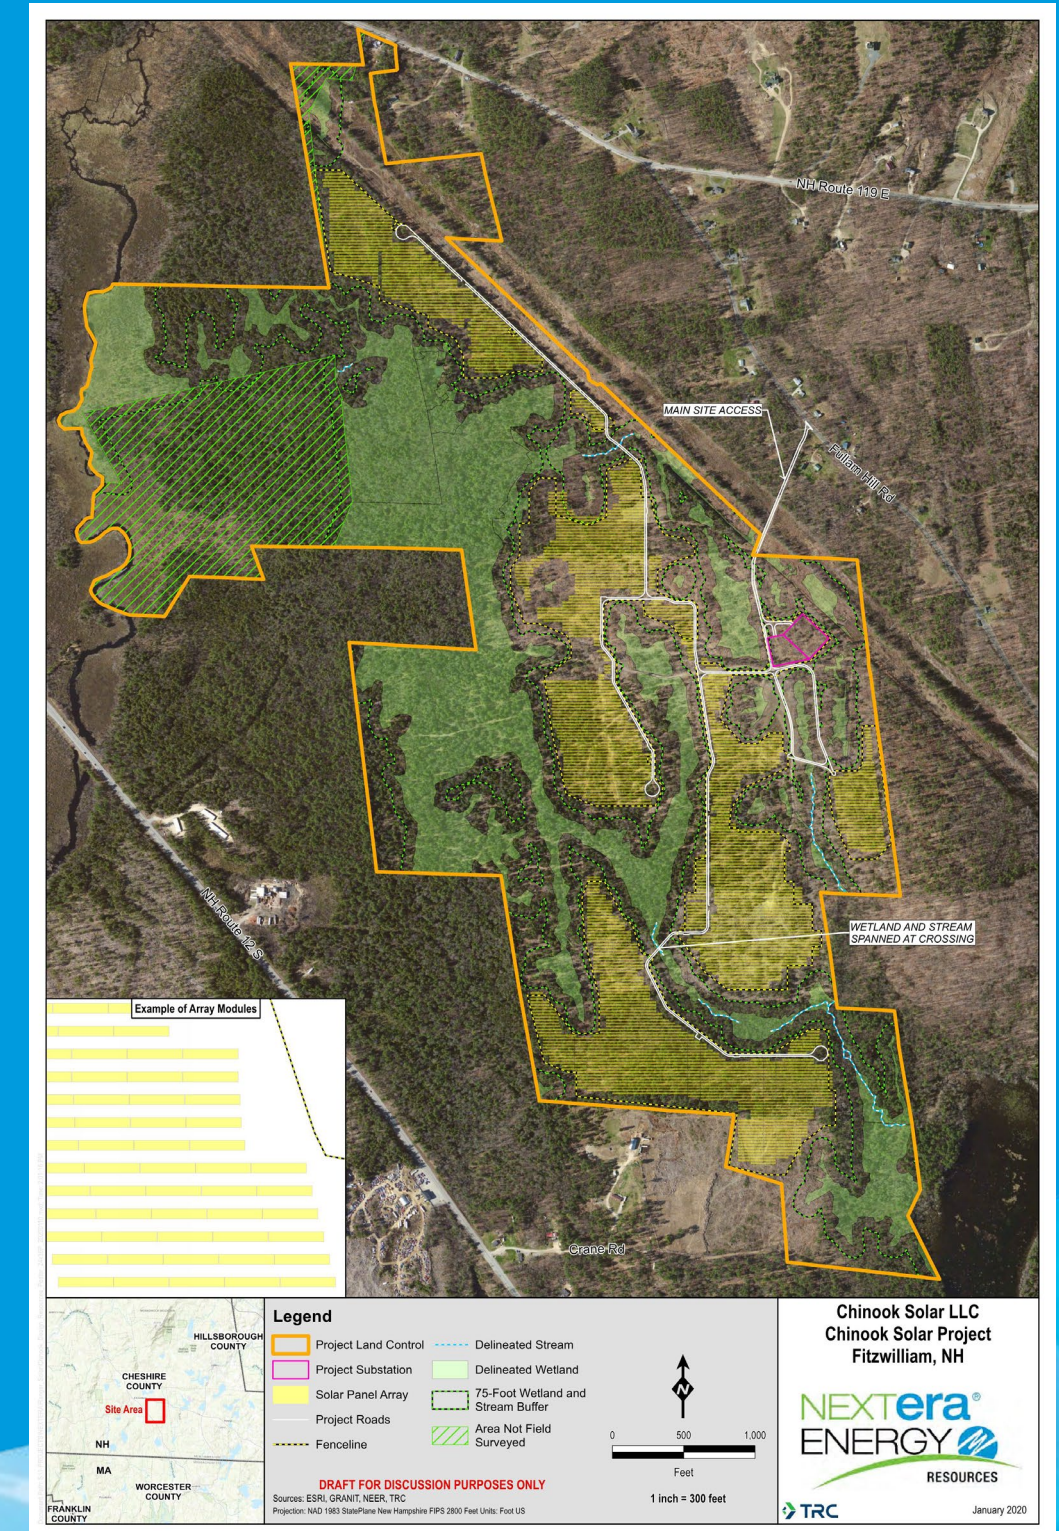 NH Route 119 E
MAIN SITE ACCESS
Fullam Hill Rd
NH Route 12 S
WETLAND AND STREAM
SPANNED AT CROSSING
Example of Array Modules
Crane Rd
HILLSBOROUGH
COUNTY
CHESHIRE
COUNTY
Site Area
NH
MA
WORCESTER
COUNTY
FRANKLIN
COUNTY
Legend
Project Land Control
Project Substation
Solar Panel Array
Project Roads
Fenceline
Delineated Stream
Delineated Wetland
75-Foot Wetland and
Stream Buffer
Area Not Field
Surveyed
N
0 500 1,000
Feet
1 inch = 300 feet
DRAFT FOR DISCUSSION PURPOSES ONLY
Sources: ESRI, GRANIT, NEER, TRC
Projection: NAD 1983 StatePlane New Hampshire FIPS 2800 Feet Units: Foot US
Chinook Solar LLC
Chinook Solar Project
Fitzwilliam, NH
NEXTera®
ENERGY
RESOURCES
TRC
January 2020